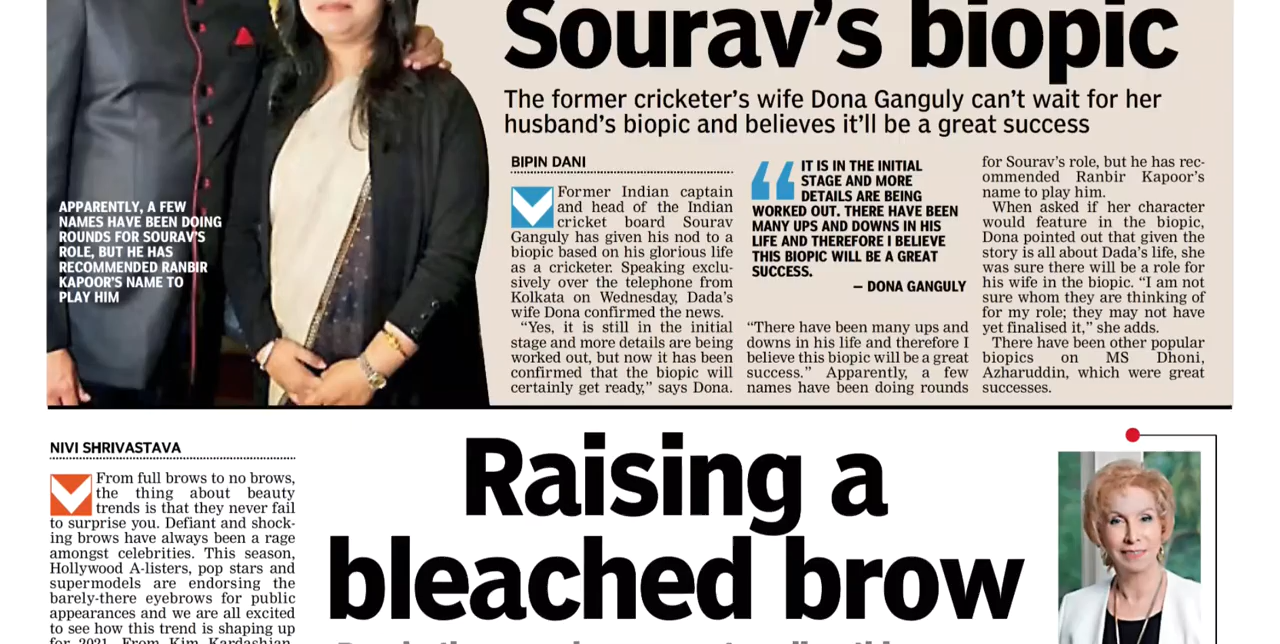 Sourav’s biopic
The former cricketer’s wife Dona Ganguly can’t wait for her
husband’s biopic and believes it’ll be a great success
APPARENTLY, A FEW
NAMES HAVE BEEN DOING
ROUNDS FOR SOURAV’S
ROLE, BUT HE HAS
RECOMMENDED RANBIR
KAPOOR’S NAME TO
PLAY HIM
BIPIN DANI
Former Indian captain
and head of the Indian
cricket board Sourav
Ganguly has given his nod to a
biopic based on his glorious life
as a cricketer. Speaking exclu-
sively over the telephone from
Kolkata on Wednesday, Dada’s
wife Dona confirmed the news.
“Yes, it is still in the initial
stage and more details are being
worked out, but now it has been
confirmed that the biopic will
certainly get ready,” says Dona.
“IT IS IN THE INITIAL
STAGE AND MORE
DETAILS ARE BEING
WORKED OUT. THERE HAVE BEEN
MANY UPS AND DOWNS IN HIS
LIFE AND THEREFORE I BELIEVE
THIS BIOPIC WILL BE A GREAT
SUCCESS.
— DONA GANGULY
“There have been many ups and
downs in his life and therefore I
believe this biopic will be a great
success.” Apparently, a few
names have been doing rounds
for Sourav’s role, but he has rec-
ommended Ranbir Kapoor’s
name to play him.
When asked if her character
would feature in the biopic,
Dona pointed out that given the
story is all about Dada’s life, she
was sure there will be a role for
his wife in the biopic. “I am not
sure whom they are thinking of
for my role; they may not have
yet finalised it,” she adds.
There have been other popular
biopics on MS Dhoni,
Azharuddin, which were great
successes.
NIVI SHRIVASTAVA
From full brows to no brows,
the thing about beauty
trends is that they never fail
to surprise you. Defiant and shock-
ing brows have always been a rage
amongst celebrities. This season,
Hollywood A-listers, pop stars and
supermodels are endorsing the
barely-there eyebrows for public
appearances and we are all excited
to see how this trend is shaping up
for 2021. From Kim Kardashian,
Raising a
bleached brow